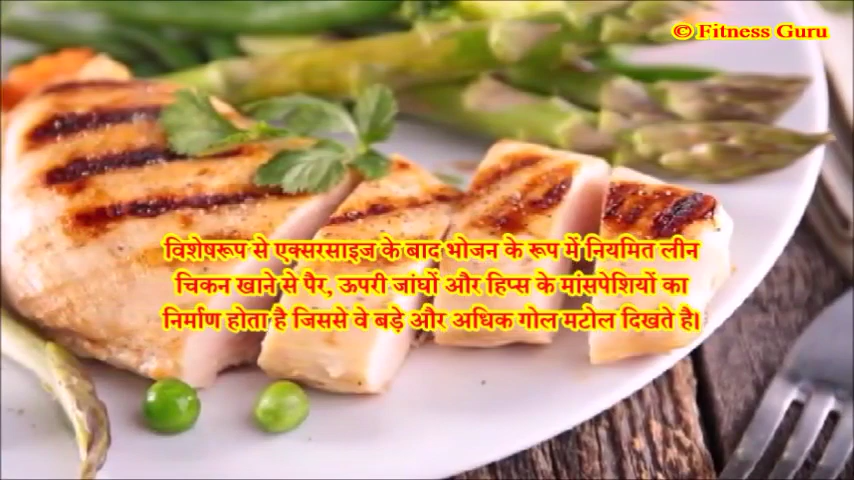 © Fitness Guru
विशेषरूप से एक्सरसाइज के बाद भोजन के रूप में नियमित लीन
चिकन खाने से पैर, ऊपरी जांघों और हिप्स के मांसपेशियों का
निर्माण होता है जिससे वे बड़े और अधिक गोल मटोल दिखते है।